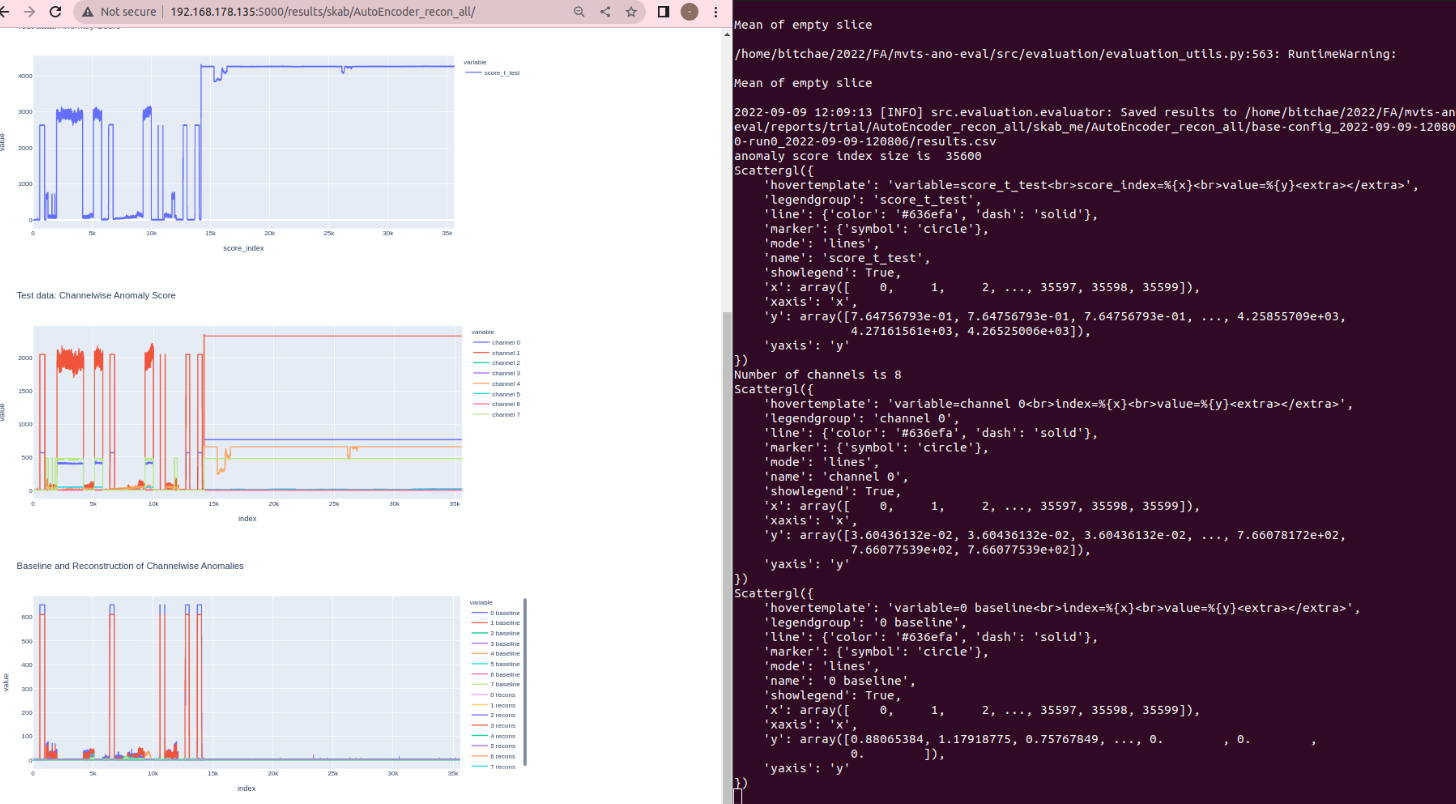 Not secure
192.168.178.135:5000/results/skab/AutoEncoder_recon_all/
Test data: Anomaly Score
variable
score_t_test
4000
3000
2000
1000
0
value
0 5k 10k 15k 20k 25k 30k 35k
score_index
Test data: Channelwise Anomaly Score
variable
channel 0
channel 1
channel 2
channel 3
channel 4
channel 5
channel 6
channel 7
2000
1500
1000
500
0
value
0 5k 10k 15k 20k 25k 30k 35k
index
Baseline and Reconstruction of Channelwise Anomalies
variable
0 baseline
1 baseline
2 baseline
3 baseline
4 baseline
5 baseline
6 baseline
7 baseline
0 recons
1 recons
2 recons
3 recons
4 recons
5 recons
6 recons
7 recons
600
500
400
300
200
100
0
value
0 5k 10k 15k 20k 25k 30k 35k
index
Mean of empty slice
/home/bitchae/2022/FA/mvts-ano-eval/src/evaluation/evaluation_utils.py:563: RuntimeWarning:
Mean of empty slice
2022-09-09 12:09:13 [INFO] src.evaluation.evaluator: Saved results to /home/bitchae/2022/FA/mvts-an
eval/reports/trial/AutoEncoder_recon_all/skab_me/AutoEncoder_recon_all/base-config_2022-09-09-12080
0-run0_2022-09-09-120806/results.csv
anomaly score index size is  35600
Scattergl({
    'hovertemplate': 'variable=score_t_test<br>score_index=%{x}<br>value=%{y}<extra></extra>',
    'legendgroup': 'score_t_test',
    'line': {'color': '#636efa', 'dash': 'solid'},
    'marker': {'symbol': 'circle'},
    'mode': 'lines',
    'name': 'score_t_test',
    'showlegend': True,
    'x': array([    0,     1,     2, ..., 35597, 35598, 35599]),
    'xaxis': 'x',
    'y': array([7.64756793e-01, 7.64756793e-01, 7.64756793e-01, ..., 4.25855709e+03,
                4.27161561e+03, 4.26525006e+03]),
    'yaxis': 'y'
})
Number of channels is 8
Scattergl({
    'hovertemplate': 'variable=channel 0<br>index=%{x}<br>value=%{y}<extra></extra>',
    'legendgroup': 'channel 0',
    'line': {'color': '#636efa', 'dash': 'solid'},
    'marker': {'symbol': 'circle'},
    'mode': 'lines',
    'name': 'channel 0',
    'showlegend': True,
    'x': array([    0,     1,     2, ..., 35597, 35598, 35599]),
    'xaxis': 'x',
    'y': array([3.60436132e-02, 3.60436132e-02, 3.60436132e-02, ..., 7.66078172e+02,
                7.66077539e+02, 7.66077539e+02]),
    'yaxis': 'y'
})
Scattergl({
    'hovertemplate': 'variable=0 baseline<br>index=%{x}<br>value=%{y}<extra></extra>',
    'legendgroup': '0 baseline',
    'line': {'color': '#636efa', 'dash': 'solid'},
    'marker': {'symbol': 'circle'},
    'mode': 'lines',
    'name': '0 baseline',
    'showlegend': True,
    'x': array([    0,     1,     2, ..., 35597, 35598, 35599]),
    'xaxis': 'x',
    'y': array([0.88065384, 1.17918775, 0.75767849, ..., 0.        , 0.        ,
                0.        ]),
    'yaxis': 'y'
})